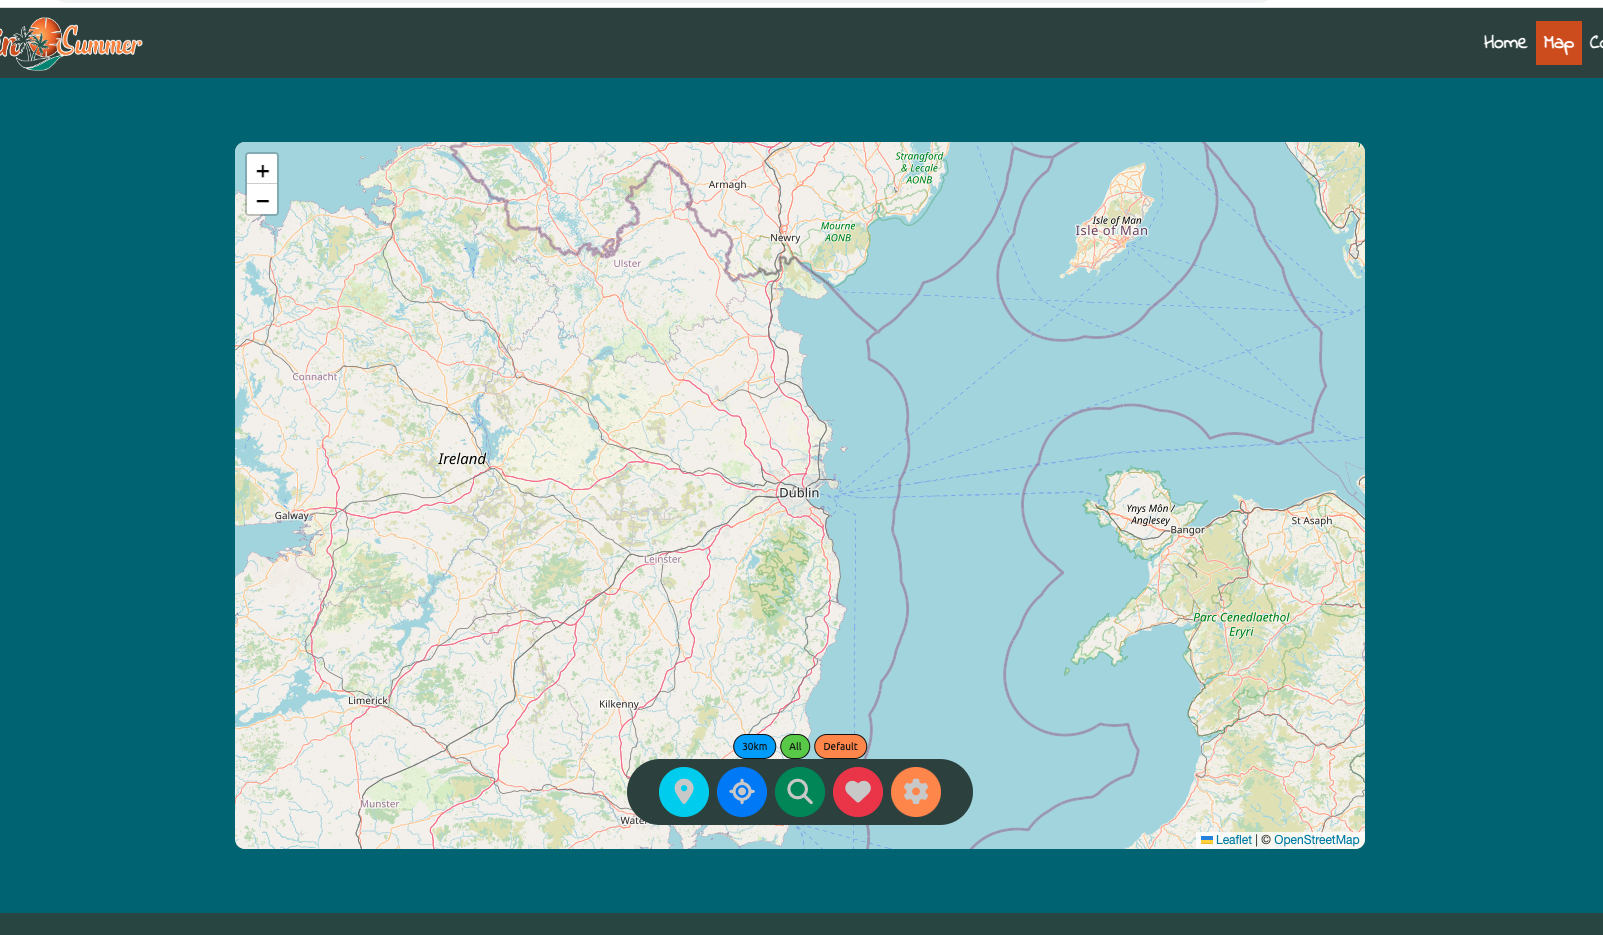 in Summer
Home Map Co
+
−
Strangford
& Lecale
AONB
Armagh
Isle of Man
Isle of Man
Mourne
AONB
Newry
Ulster
Connacht
Ireland
Dublin
Galway
Ynys Môn /
Anglesey
Bangor
St Asaph
Leinster
Parc Cenedlaethol
Eryri
Limerick
Kilkenny
30km All Default
Munster
Water
Leaflet | © OpenStreetMap